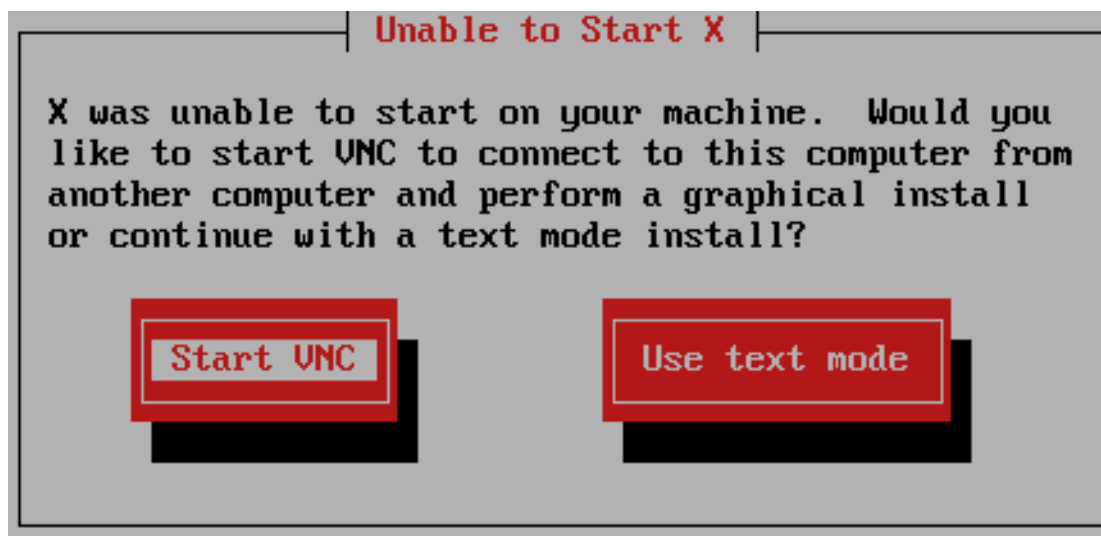 Unable to Start X
X was unable to start on your machine.  Would you
like to start VNC to connect to this computer from
another computer and perform a graphical install
or continue with a text mode install?
Start VNC
Use text mode